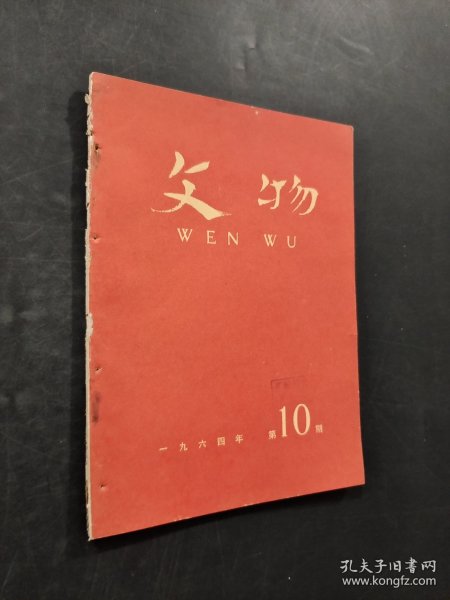 文物
WEN WU
一九六四年 第10期
孔夫子旧书网
www.kongfz.com